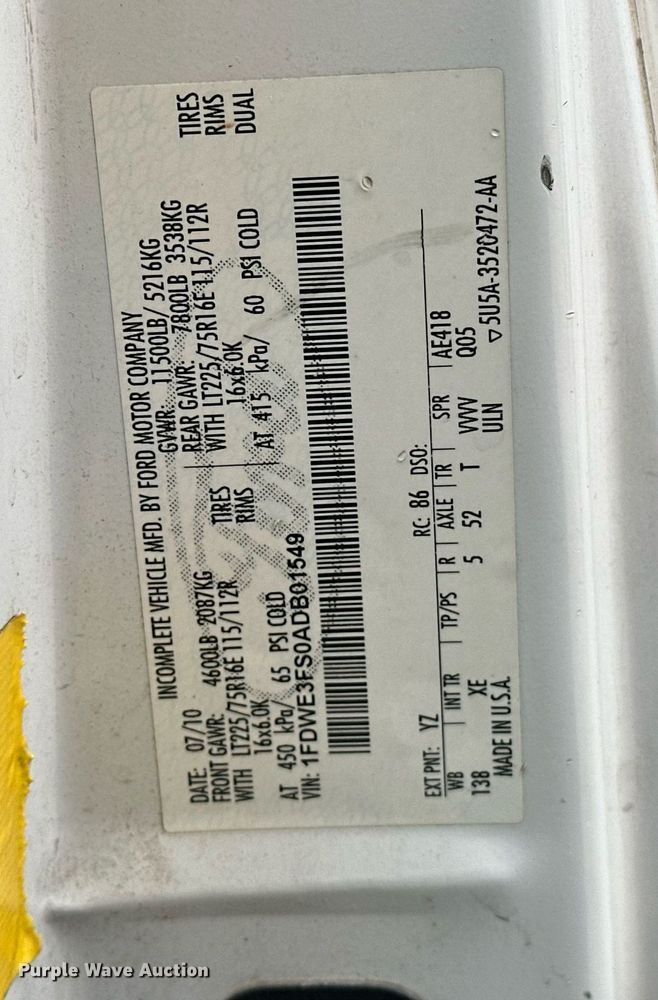 INCOMPLETE VEHICLE MFD. BY FORD MOTOR COMPANY
DATE: 07/10 GVWR: 11500LB/ 5216KG
FRONT GAWR: 4600LB 2087KG REAR GAWR: 7800LB 3538KG
WITH LT225/75R16E 115/112R TIRES WITH LT225/75R16E 115/112R TIRES
16x6.0K RIMS 16x6.0K RIMS
AT 450 kPa/ 65 PSI COLD AT 415 kPa/ 60 PSI COLD DUAL
VIN: 1FDWE3FS0ADB01549
EXT PNT: YZ RC: 86 DSO:
WB INT TR TP/PS R AXLE TR SPR AE418
138 XE 5 52 T VVV Q05
MADE IN U.S.A. ULN ▽5U5A-3520472-AA
Purple Wave Auction